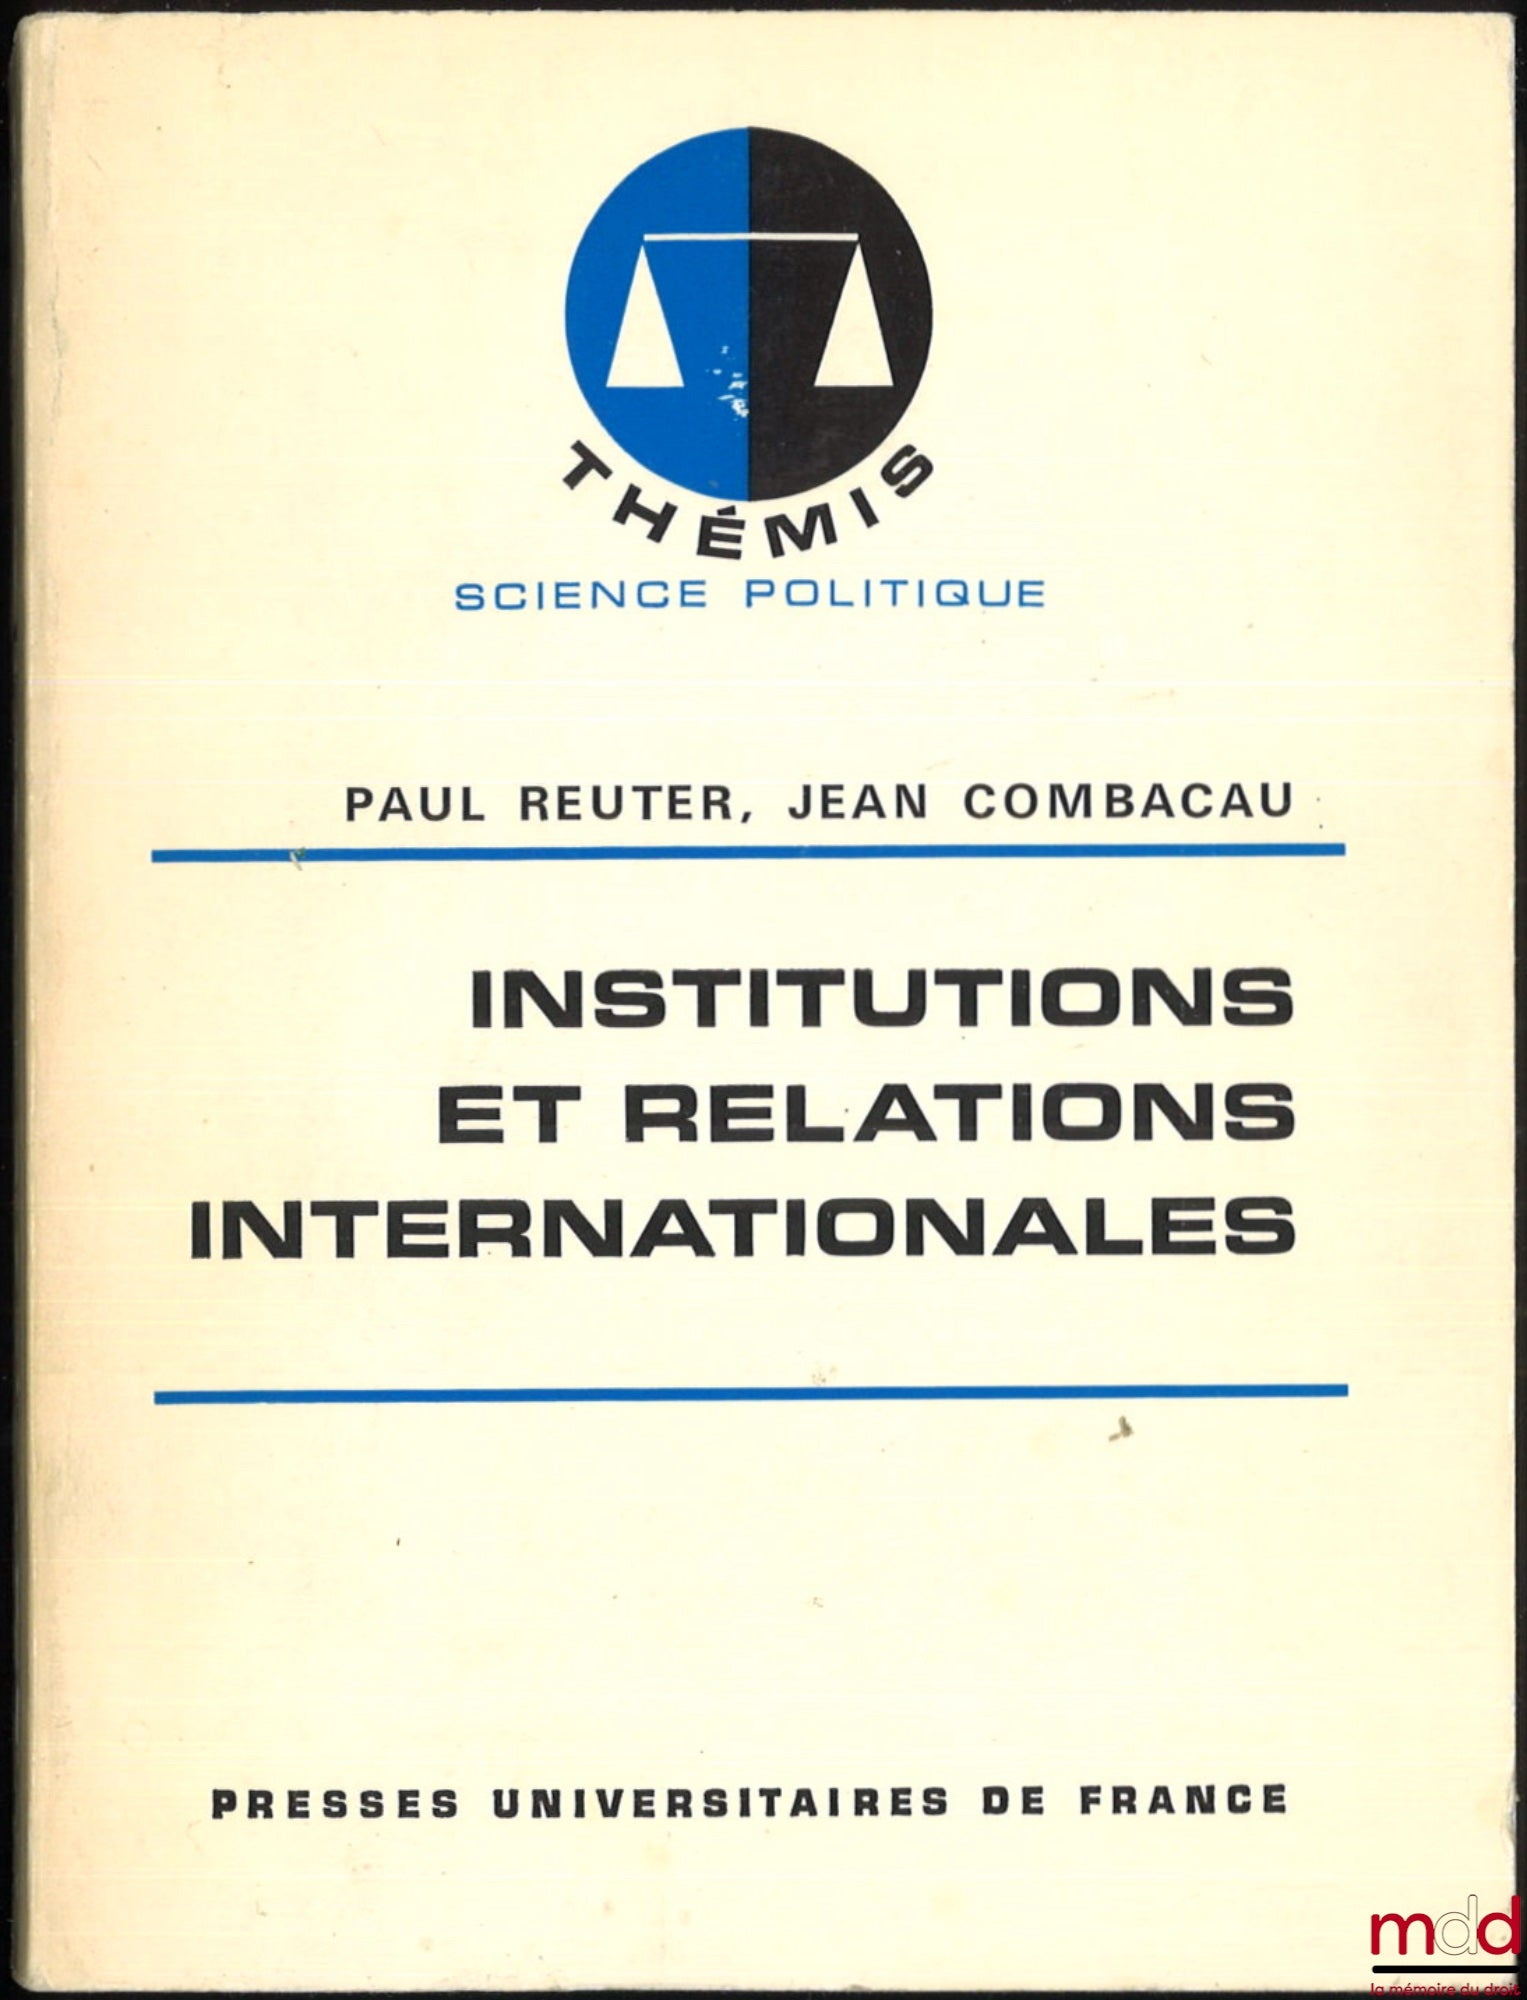 THÉMIS
SCIENCE POLITIQUE
PAUL REUTER, JEAN COMBACAU
INSTITUTIONS
ET RELATIONS
INTERNATIONALES
PRESSES UNIVERSITAIRES DE FRANCE
mdd
la mémoire du droit